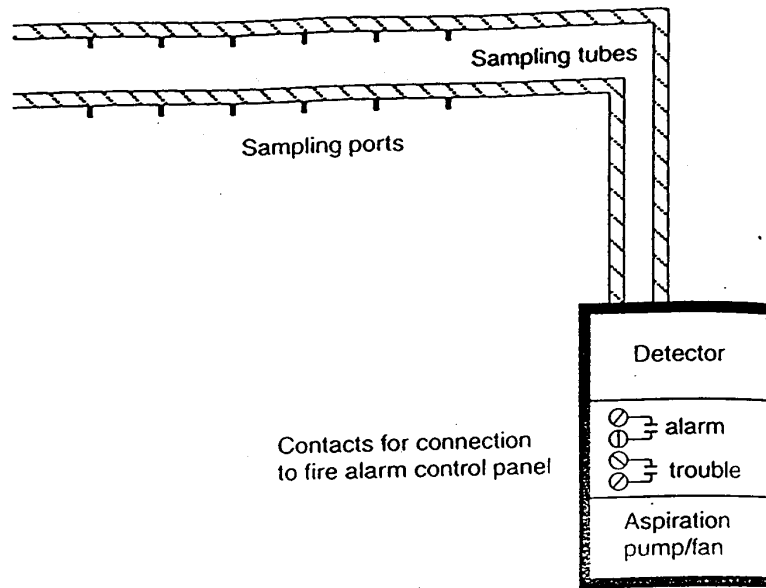 Sampling tubes
Sampling ports
Detector
alarm
Contacts for connection
to fire alarm control panel
trouble
Aspiration
pump/fan